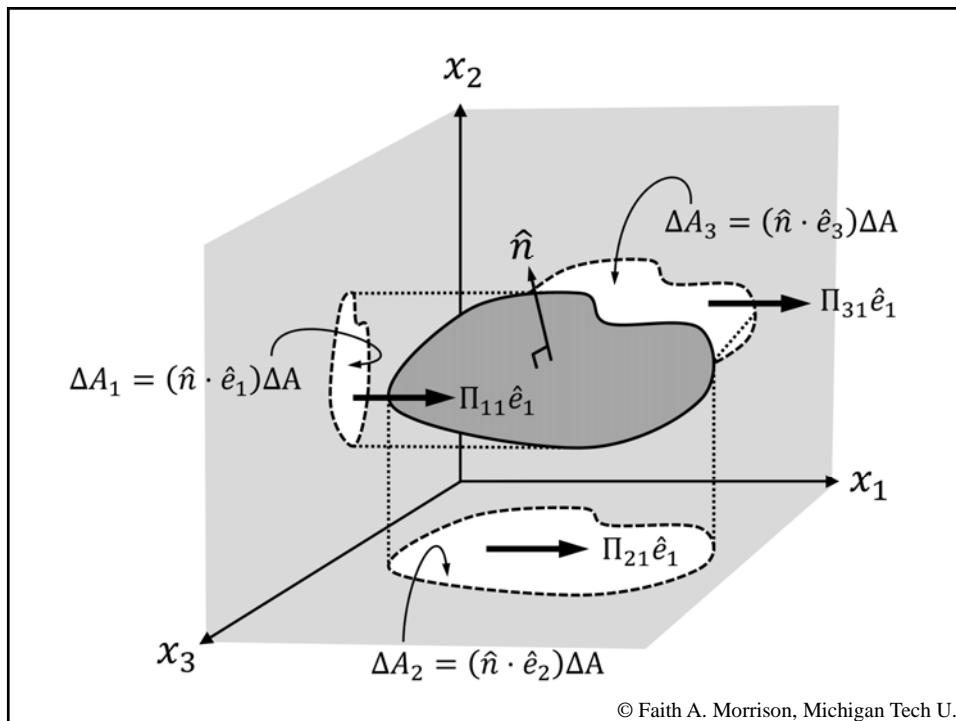 x₂
ΔA₃ = (n̂ · ê₃)ΔA
n̂
Π₃₁ê₁
ΔA₁ = (n̂ · ê₁)ΔA
Π₁₁ê₁
x₁
Π₂₁ê₁
x₃
ΔA₂ = (n̂ · ê₂)ΔA
© Faith A. Morrison, Michigan Tech U.